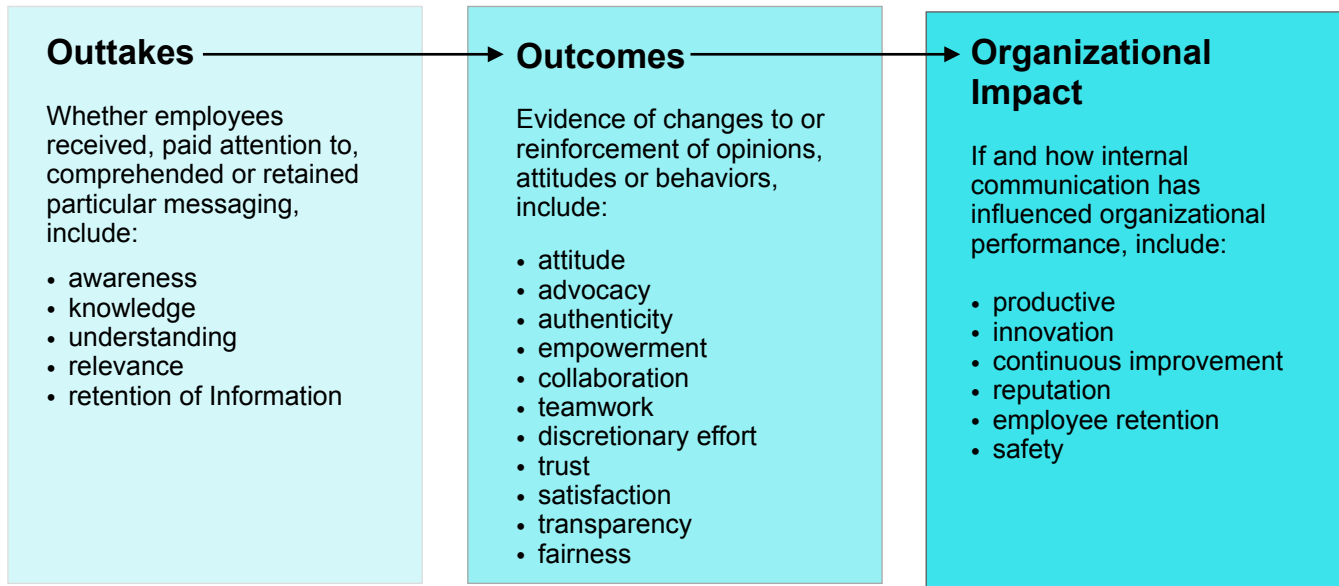 Outtakes
Whether employees
received, paid attention to,
comprehended or retained
particular messaging,
include:
• awareness
• knowledge
• understanding
• relevance
• retention of Information
Outcomes
Evidence of changes to or
reinforcement of opinions,
attitudes or behaviors,
include:
• attitude
• advocacy
• authenticity
• empowerment
• collaboration
• teamwork
• discretionary effort
• trust
• satisfaction
• transparency
• fairness
Organizational
Impact
If and how internal
communication has
influenced organizational
performance, include:
• productive
• innovation
• continuous improvement
• reputation
• employee retention
• safety